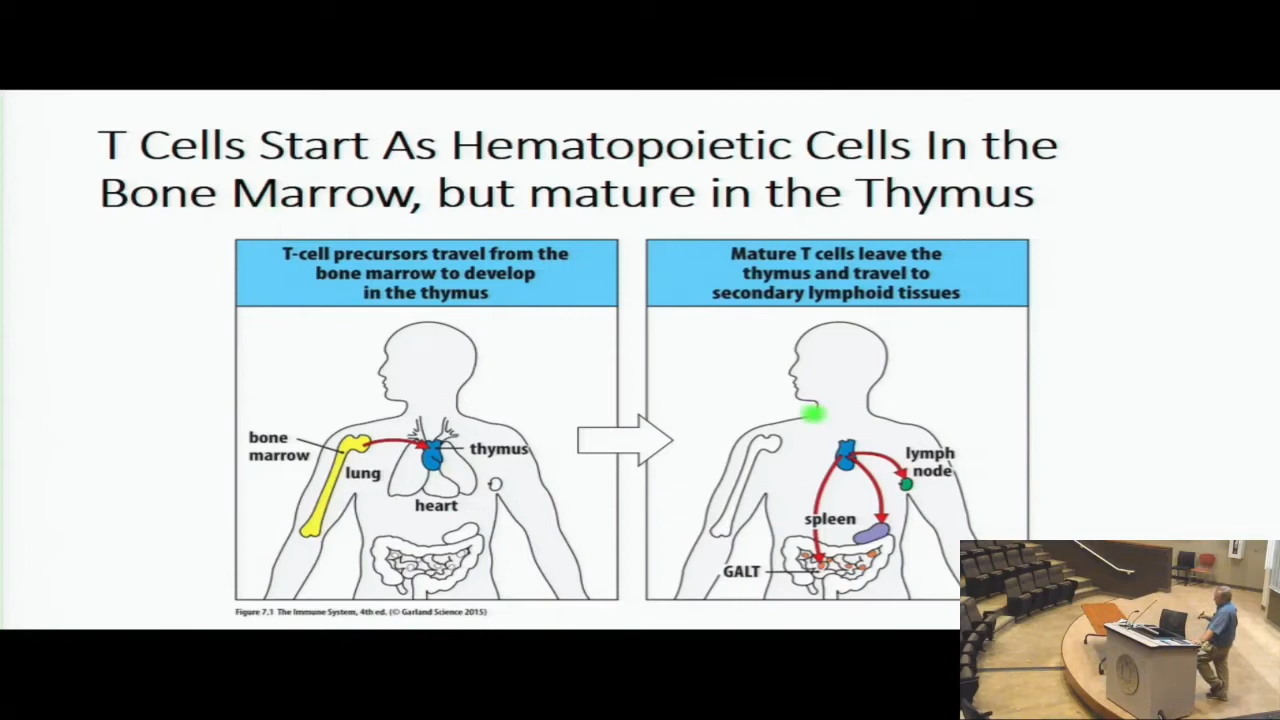 T Cells Start As Hematopoietic Cells In the
Bone Marrow, but mature in the Thymus
T-cell precursors travel from the
bone marrow to develop
in the thymus
bone
marrow
lung
thymus
heart
Mature T cells leave the
thymus and travel to
secondary lymphoid tissues
lymph
node
spleen
GALT
Figure 7.1 The Immune System, 4th ed. (© Garland Science 2015)